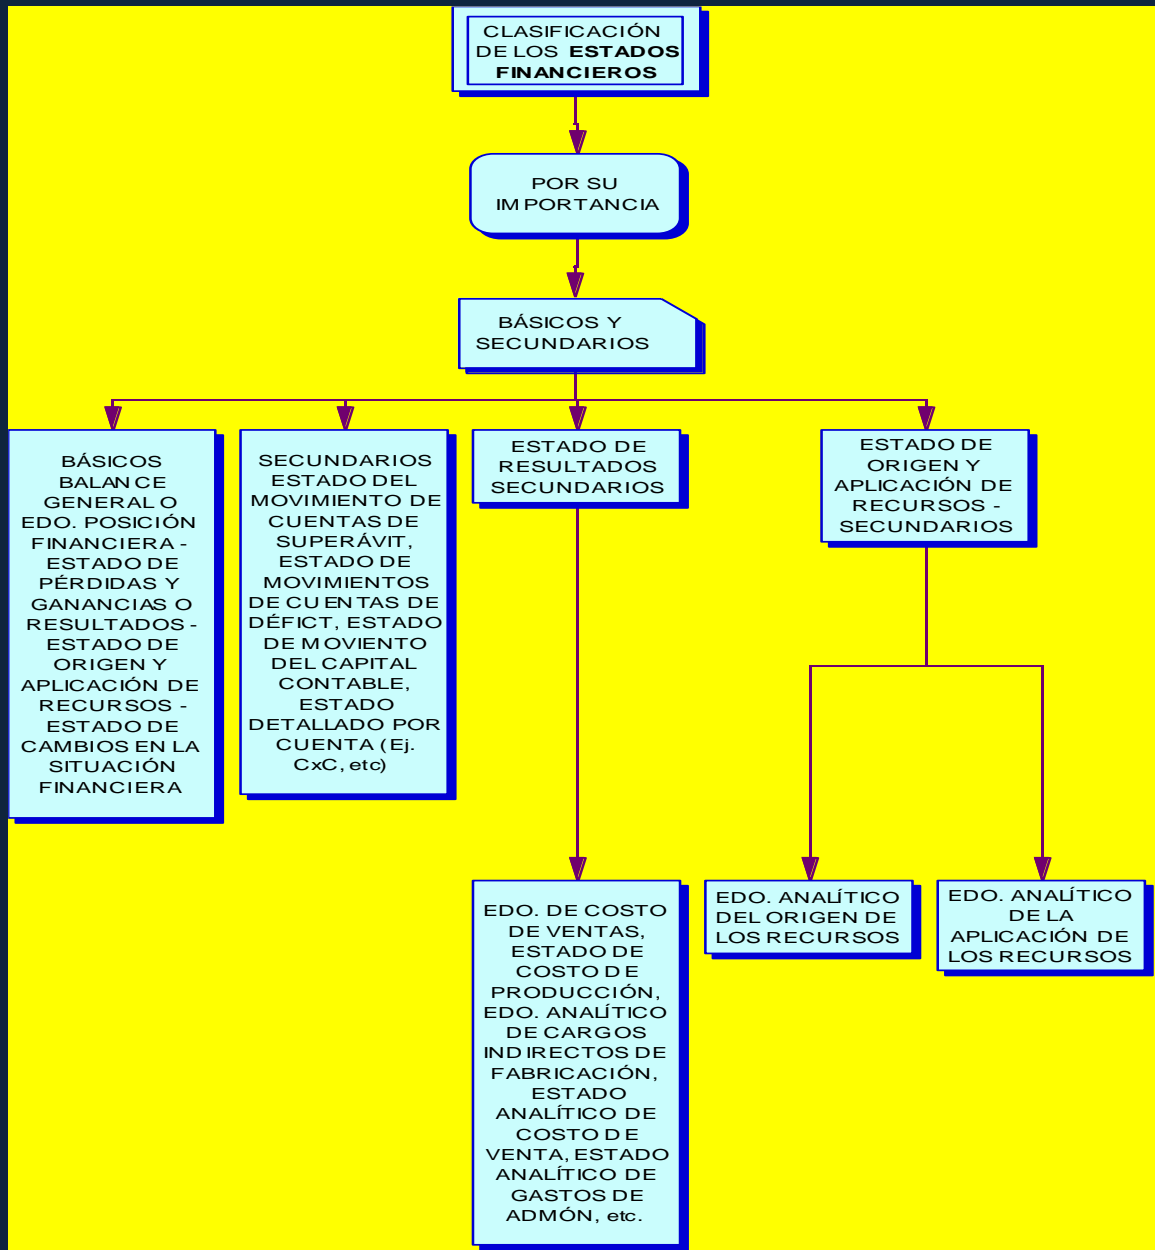 CLASIFICACIÓN
DE LOS ESTADOS
FINANCIEROS
POR SU
IMPORTANCIA
BÁSICOS Y
SECUNDARIOS
BÁSICOS
BALANCE
GENERAL O
EDO. POSICIÓN
FINANCIERA -
ESTADO DE
PÉRDIDAS Y
GANANCIAS O
RESULTADOS -
ESTADO DE
ORIGEN Y
APLICACIÓN DE
RECURSOS -
ESTADO DE
CAMBIOS EN LA
SITUACIÓN
FINANCIERA
SECUNDARIOS
ESTADO DEL
MOVIMIENTO DE
CUENTAS DE
SUPERÁVIT,
ESTADO DE
MOVIMIENTOS
DE CUENTAS DE
DÉFICT, ESTADO
DE MOVIENTO
DEL CAPITAL
CONTABLE,
ESTADO
DETALLADO POR
CUENTA (Ej.
CxC, etc)
ESTADO DE
RESULTADOS
SECUNDARIOS
ESTADO DE
ORIGEN Y
APLICACIÓN DE
RECURSOS -
SECUNDARIOS
EDO. DE COSTO
DE VENTAS,
ESTADO DE
COSTO DE
PRODUCCIÓN,
EDO. ANALÍTICO
DE CARGOS
INDIRECTOS DE
FABRICACIÓN,
ESTADO
ANALÍTICO DE
COSTO DE
VENTA, ESTADO
ANALÍTICO DE
GASTOS DE
ADMÓN, etc.
EDO. ANALÍTICO
DEL ORIGEN DE
LOS RECURSOS
EDO. ANALÍTICO
DE LA
APLICACIÓN DE
LOS RECURSOS